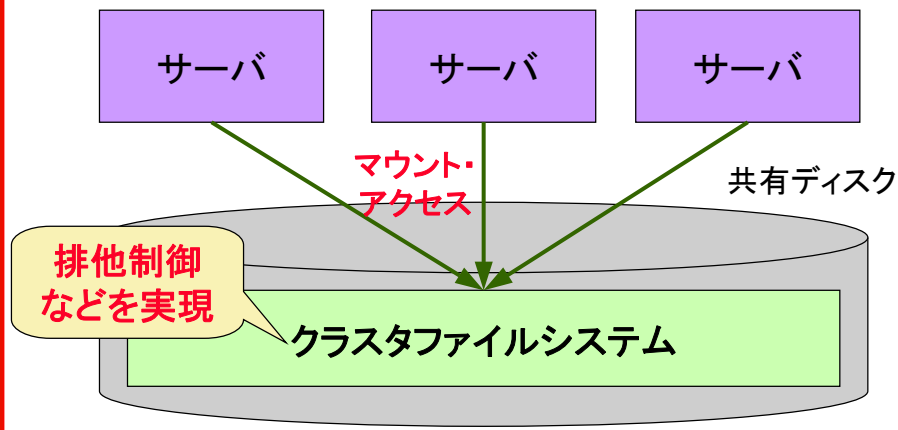 サーバ
サーバ
サーバ
マウント・
アクセス
共有ディスク
排他制御
などを実現
クラスタファイルシステム